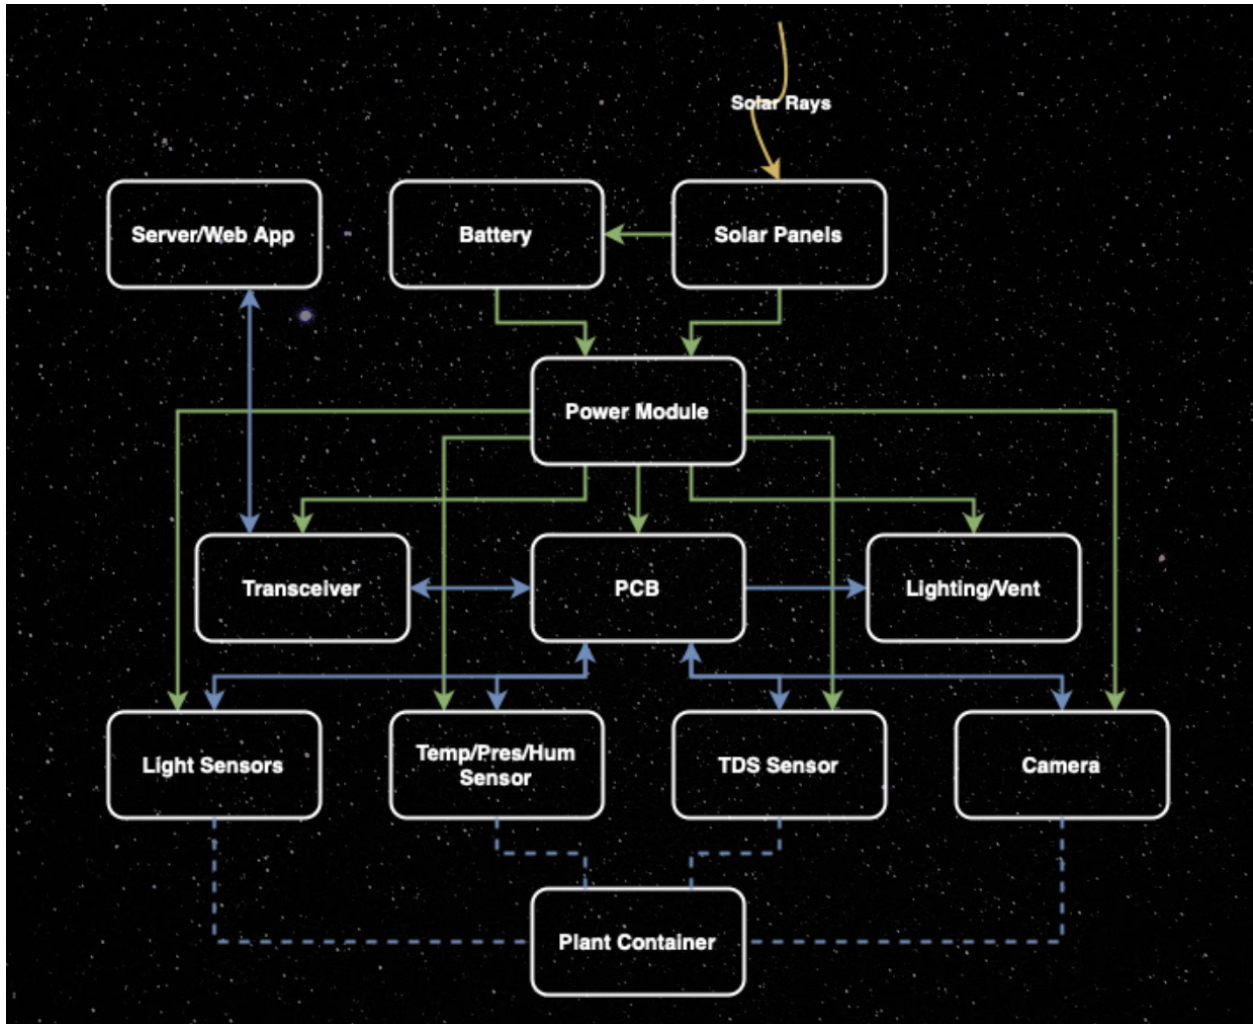 Solar Rays
Server/Web App
Battery
Solar Panels
Power Module
Transceiver
PCB
Lighting/Vent
Light Sensors
Temp/Pres/Hum
Sensor
TDS Sensor
Camera
Plant Container